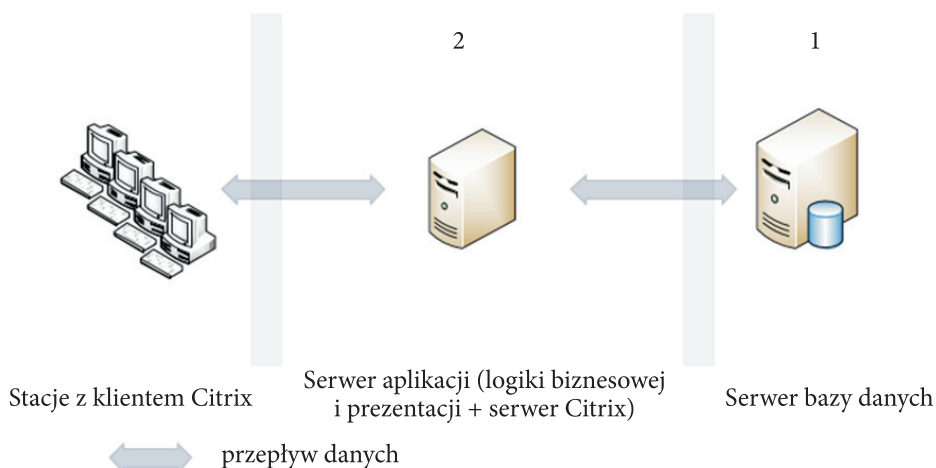 2
1
Stacje z klientem Citrix
Serwer aplikacji (logiki biznesowej
i prezentacji + serwer Citrix)
Serwer bazy danych
przepływ danych